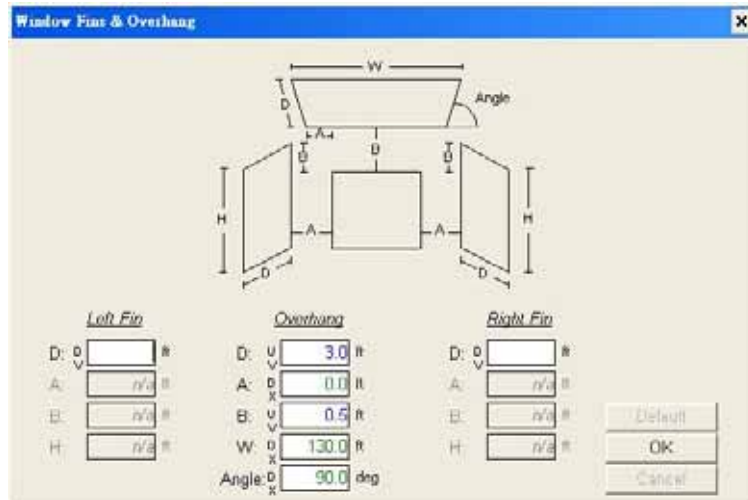 Window Fins & Overhang
W
D
Angle
A
B
B
B
H
H
A
A
D
D
Left Fin
Overhang
Right Fin
D: D V ft
D: U V 3.0 ft
D: D V ft
A: n/a ft
A: D X 0.0 ft
A: n/a ft
B: n/a ft
B: U V 0.5 ft
B: n/a ft
Default
H: n/a ft
W: D X 130.0 ft
H: n/a ft
OK
Angle: D X 90.0 deg
Cancel